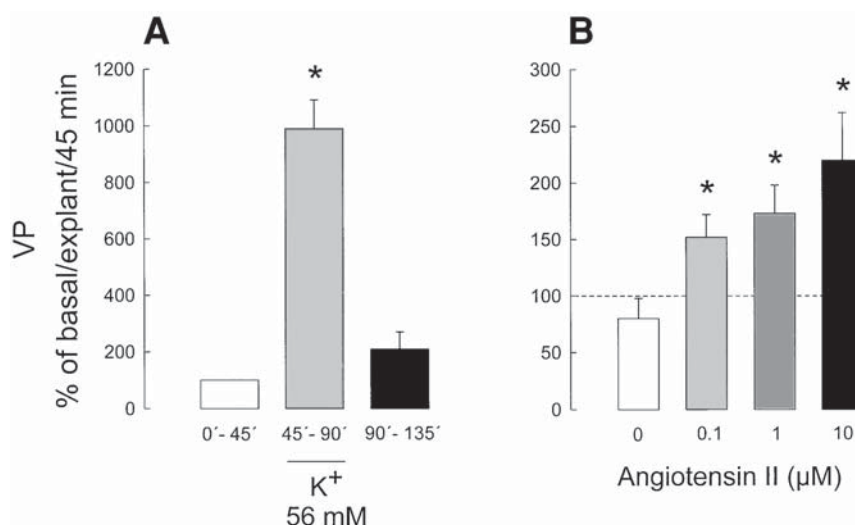 A
VP
% of basal/explant/45 min
1200
1000
800
600
400
200
0
*
0´- 45´ 45´- 90´ 90´- 135´
K+
56 mM
B
300
250
200
150
100
50
0
* * *
0 0.1 1 10
Angiotensin II (µM)